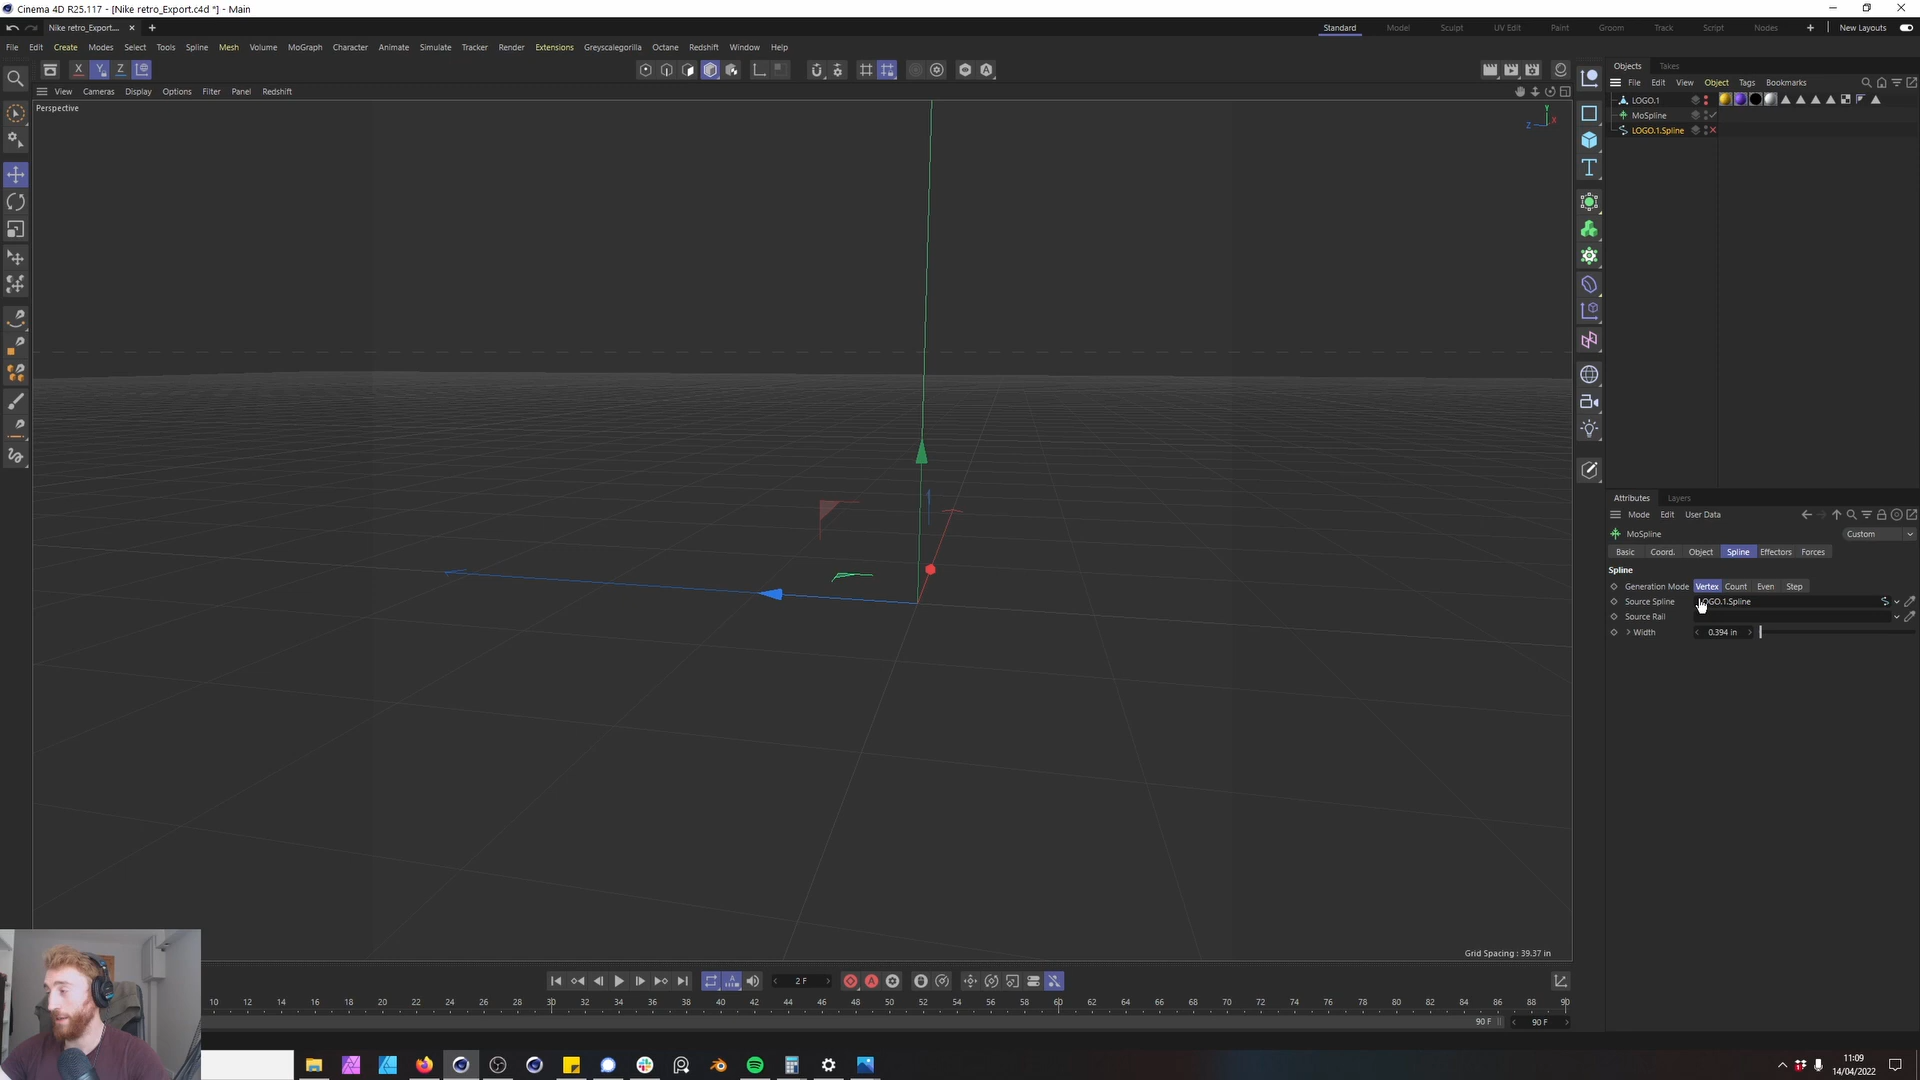 Cinema 4D R25.117 - [Nike retro_Export.c4d *] - Main
Nike retro_Export....
Standard Model Sculpt UV Edit Paint Groom Track Script Nodes New Layouts
File Edit Create Modes Select Tools Spline Mesh Volume MoGraph Character Animate Simulate Tracker Render Extensions Greyscalegorilla Octane Redshift Window Help
X Y Z
View Cameras Display Options Filter Panel Redshift
Perspective
Y
Z X
Objects Takes
File Edit View Object Tags Bookmarks
LOGO.1
MoSpline
LOGO.1.Spline
Attributes Layers
Mode Edit User Data
MoSpline Custom
Basic Coord. Object Spline Effectors Forces
Spline
Generation Mode Vertex Count Even Step
Source Spline LOGO.1.Spline
Source Rail
Width 0.394 in
Grid Spacing : 39.37 in
2 F
10 12 14 16 18 20 22 24 26 28 30 32 34 36 38 40 42 44 46 48 50 52 54 56 58 60 62 64 66 68 70 72 74 76 78 80 82 84 86 88 90
90 F 90 F
11:09
14/04/2022